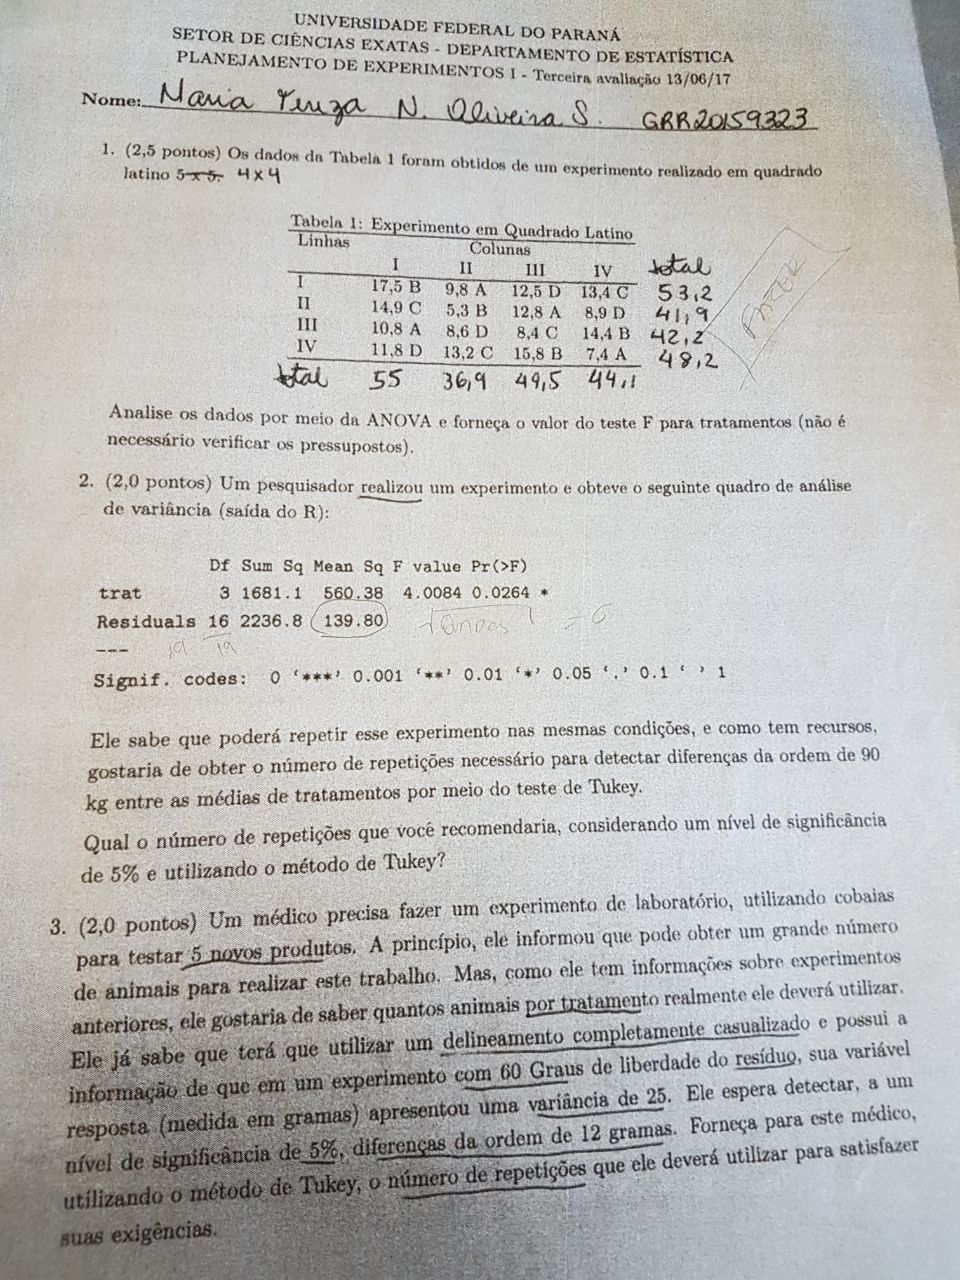 UNIVERSIDADE FEDERAL DO PARANÁ
SETOR DE CIÊNCIAS EXATAS - DEPARTAMENTO DE ESTATÍSTICA
PLANEJAMENTO DE EXPERIMENTOS I - Terceira avaliação 13/06/17
Nome: Maria Tereza N. Oliveira S. GRR20159323
1. (2,5 pontos) Os dados da Tabela 1 foram obtidos de um experimento realizado em quadrado
latino 5 x 5. 4 x 4
Tabela 1: Experimento em Quadrado Latino
Linhas Colunas
I II III IV total
I 17,5 B 9,8 A 12,5 D 13,4 C 53,2
II 14,9 C 5,3 B 12,8 A 8,9 D 41,9
III 10,8 A 8,6 D 8,4 C 14,4 B 42,2
IV 11,8 D 13,2 C 15,8 B 7,4 A 48,2
total 55 36,9 49,5 44,1
FAZER
Analise os dados por meio da ANOVA e forneça o valor do teste F para tratamentos (não é
necessário verificar os pressupostos).
2. (2,0 pontos) Um pesquisador realizou um experimento e obteve o seguinte quadro de análise
de variância (saída do R):
Df Sum Sq Mean Sq F value Pr(>F)
trat 3 1681.1 560.38 4.0084 0.0264 *
Residuals 16 2236.8 139.80
---
19
Signif. codes: 0 ‘***’ 0.001 ‘**’ 0.01 ‘*’ 0.05 ‘.’ 0.1 ‘ ’ 1
Ele sabe que poderá repetir esse experimento nas mesmas condições, e como tem recursos,
gostaria de obter o número de repetições necessário para detectar diferenças da ordem de 90
kg entre as médias de tratamentos por meio do teste de Tukey.
Qual o número de repetições que você recomendaria, considerando um nível de significância
de 5% e utilizando o método de Tukey?
3. (2,0 pontos) Um médico precisa fazer um experimento de laboratório, utilizando cobaias
para testar 5 novos produtos. A princípio, ele informou que pode obter um grande número
de animais para realizar este trabalho. Mas, como ele tem informações sobre experimentos
anteriores, ele gostaria de saber quantos animais por tratamento realmente ele deverá utilizar.
Ele já sabe que terá que utilizar um delineamento completamente casualizado e possui a
informação de que em um experimento com 60 Graus de liberdade do resíduo, sua variável
resposta (medida em gramas) apresentou uma variância de 25. Ele espera detectar, a um
nível de significância de 5%, diferenças da ordem de 12 gramas. Forneça para este médico,
utilizando o método de Tukey, o número de repetições que ele deverá utilizar para satisfazer
suas exigências.